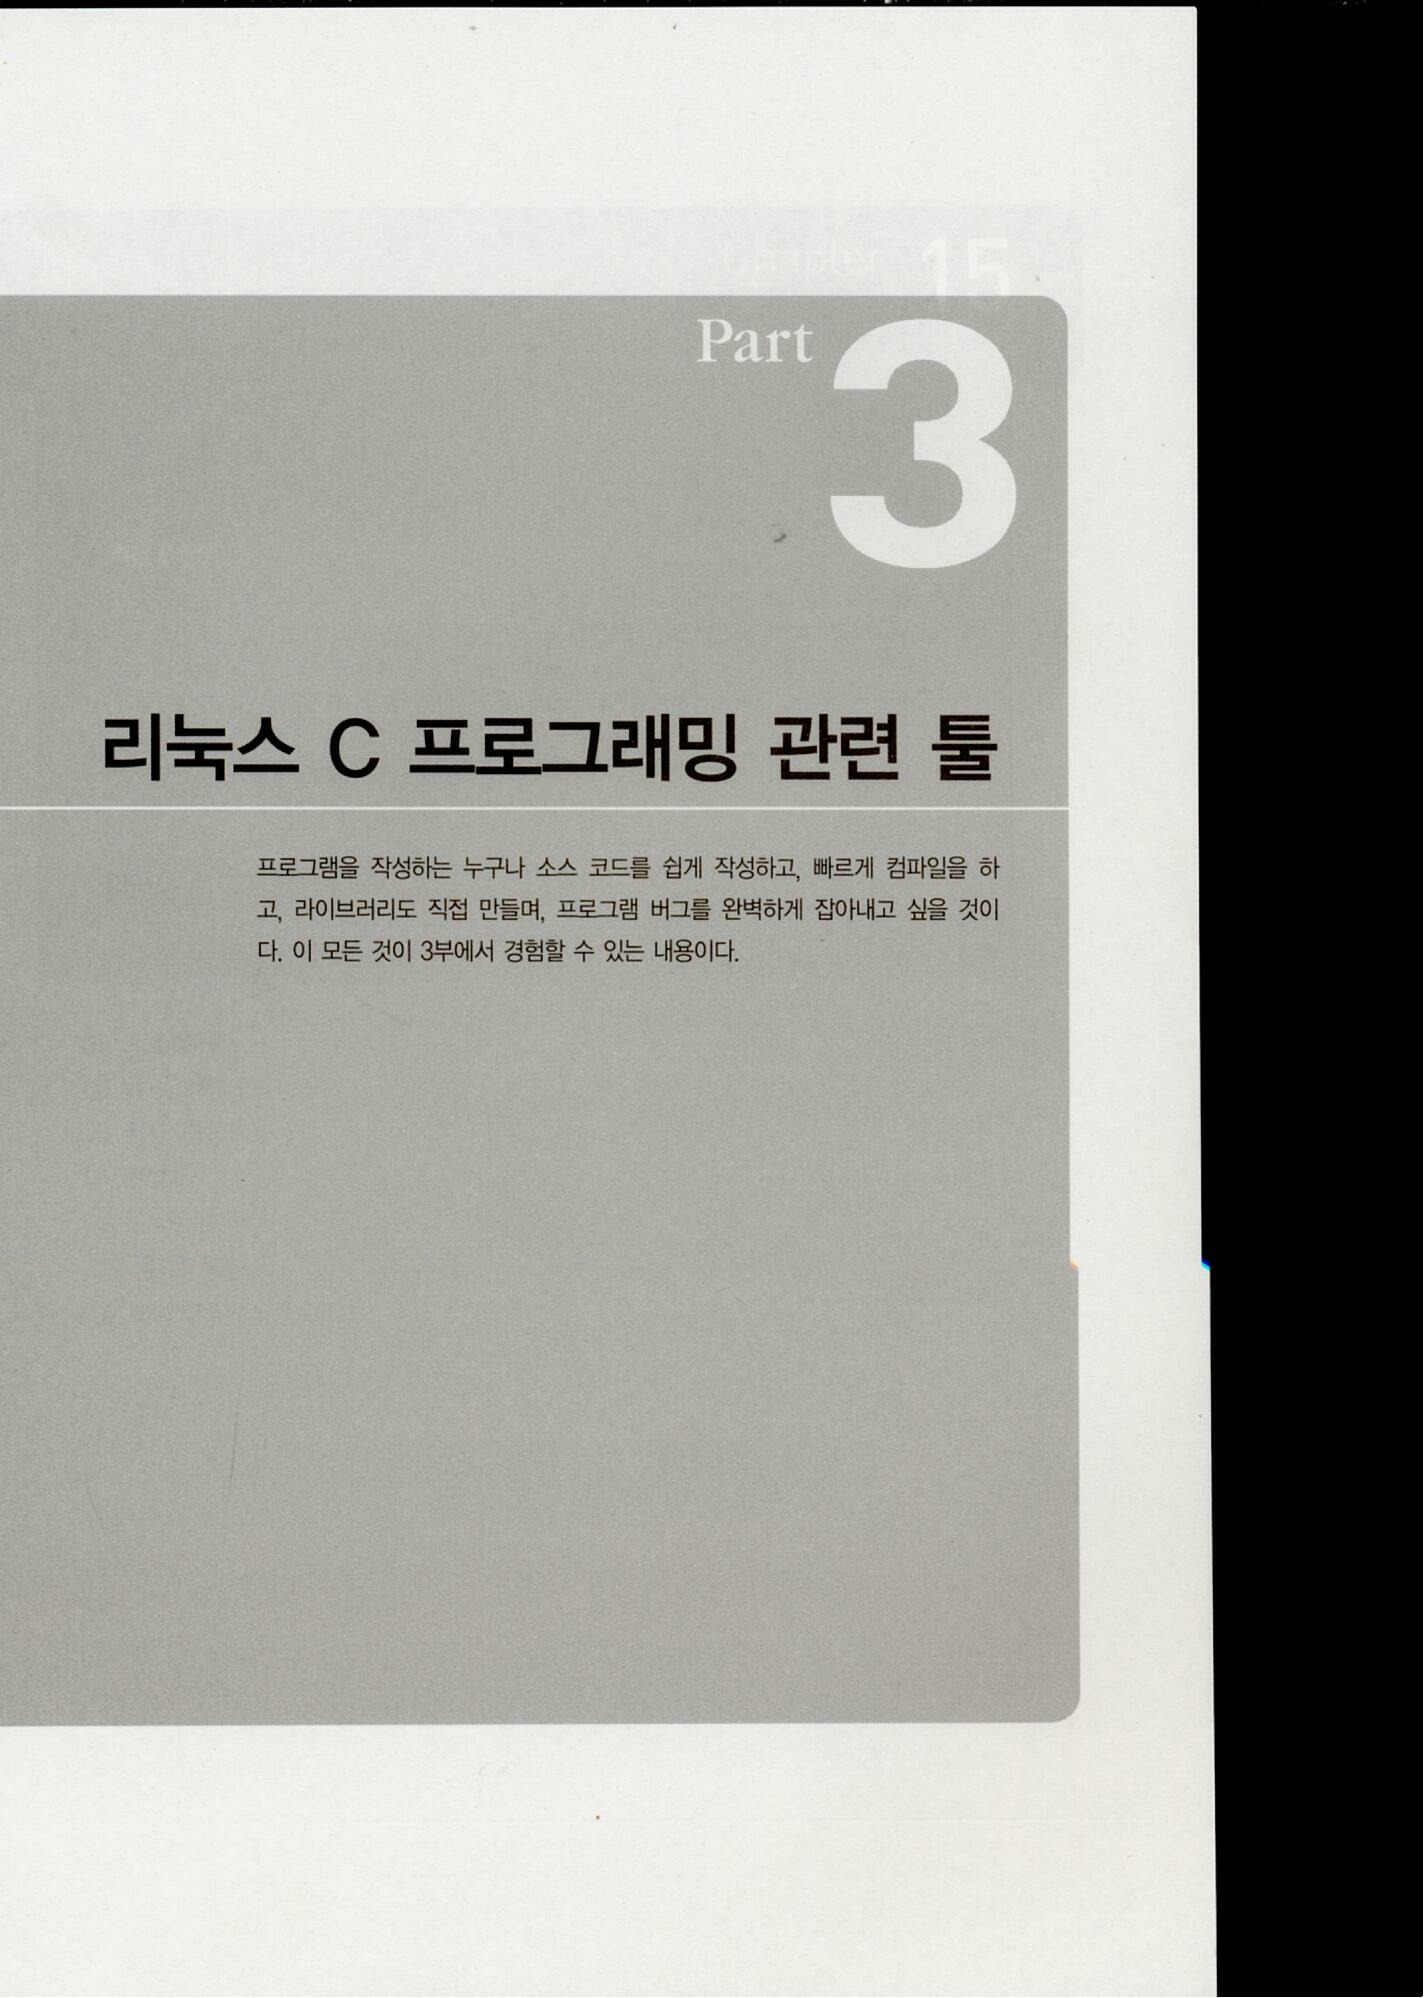 Chapter 15
Part 3
리눅스 C 프로그래밍 관련 툴
프로그램을 작성하는 누구나 소스 코드를 쉽게 작성하고, 빠르게 컴파일을 하
고, 라이브러리도 직접 만들며, 프로그램 버그를 완벽하게 잡아내고 싶을 것이
다. 이 모든 것이 3부에서 경험할 수 있는 내용이다.